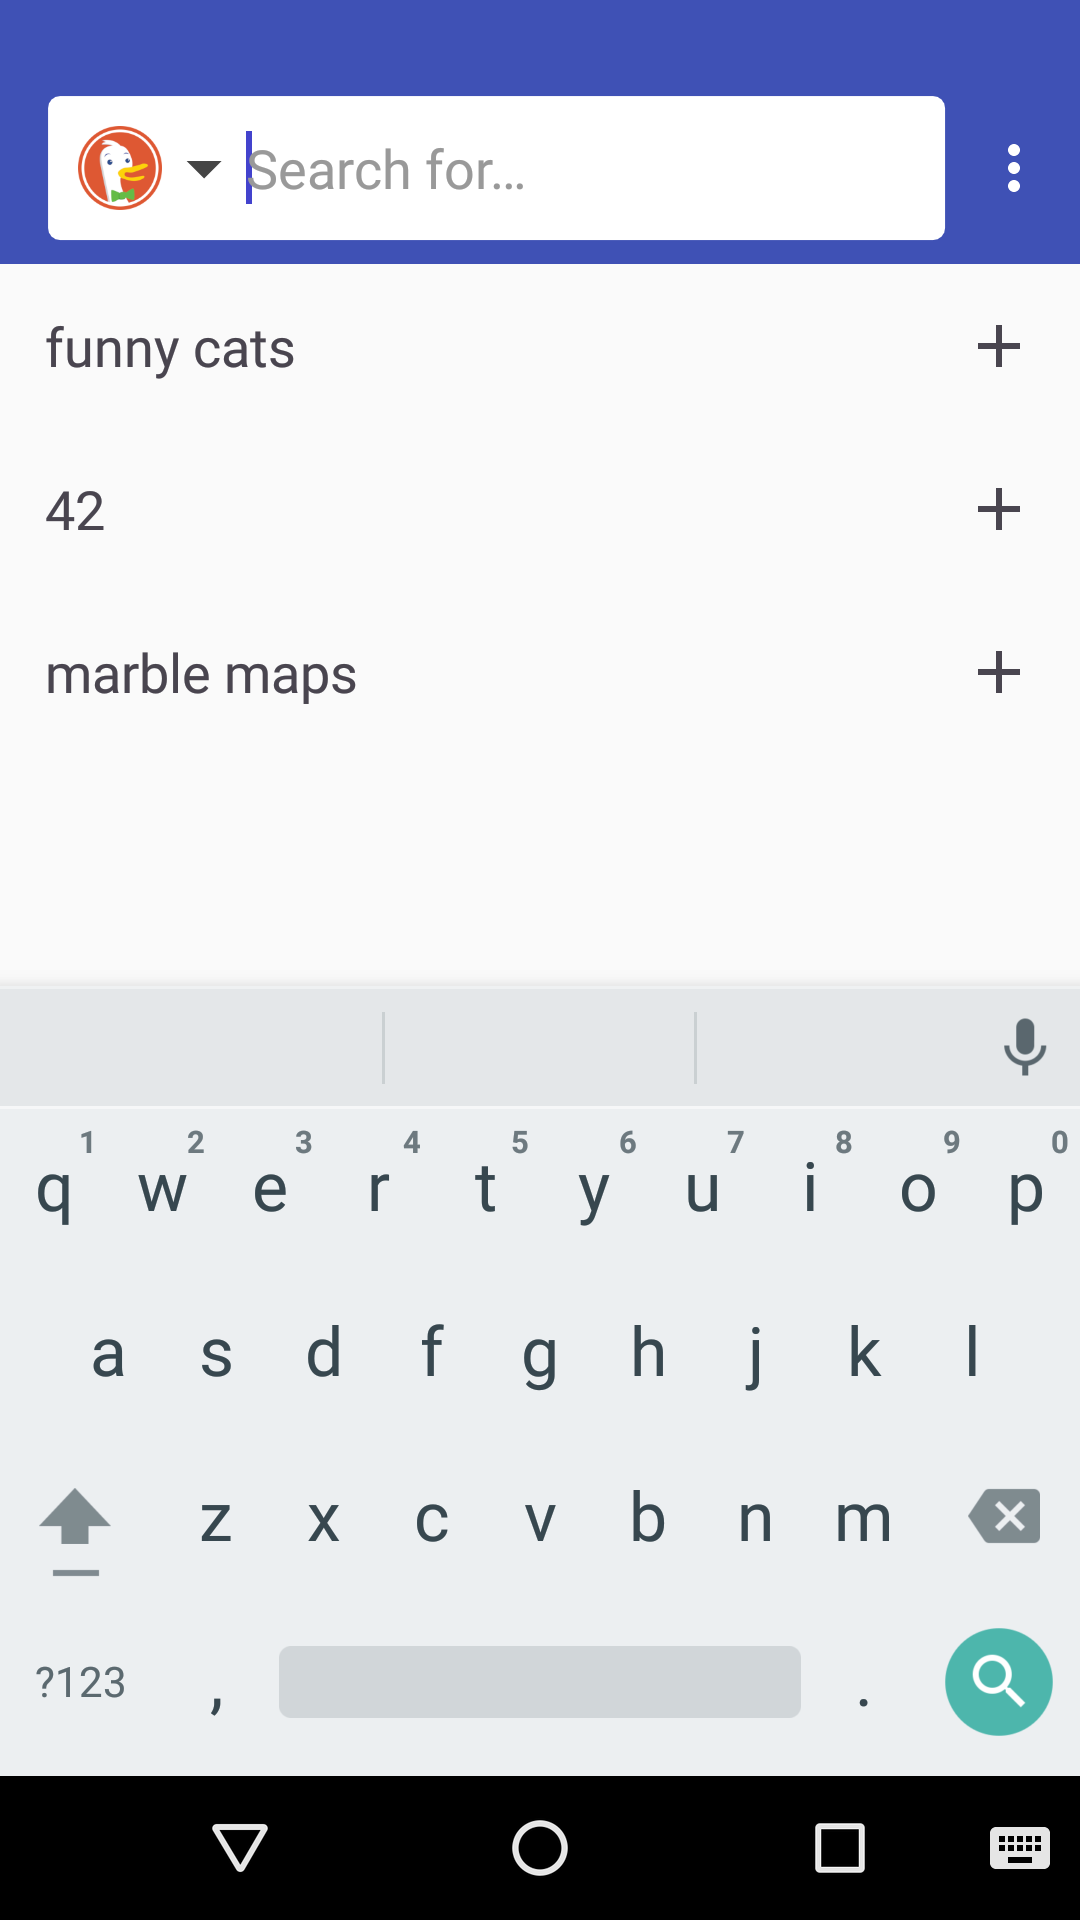 Search for...
funny cats
42
marble maps
1 2 3 4 5 6 7 8 9 0
q w e r t y u i o p
a s d f g h j k l
z x c v b n m
?123 , .